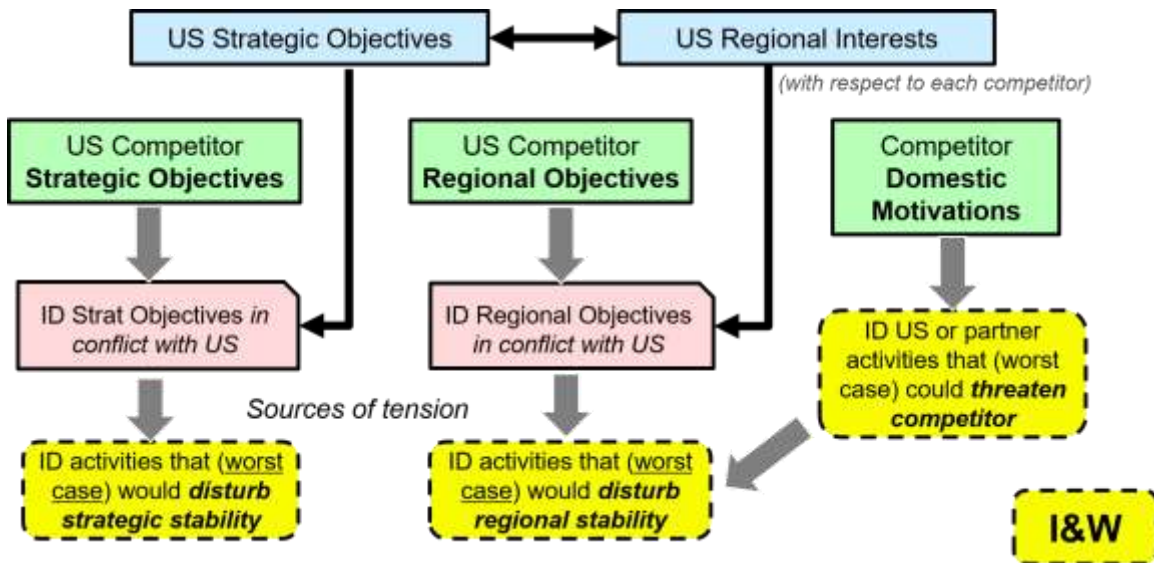 US Strategic Objectives
US Regional Interests
(with respect to each competitor)
US Competitor
Strategic Objectives
US Competitor
Regional Objectives
Competitor
Domestic
Motivations
ID Strat Objectives in
conflict with US
ID Regional Objectives
in conflict with US
ID US or partner
activities that (worst
case) could threaten
competitor
Sources of tension
ID activities that (worst
case) would disturb
strategic stability
ID activities that (worst
case) would disturb
regional stability
I&W